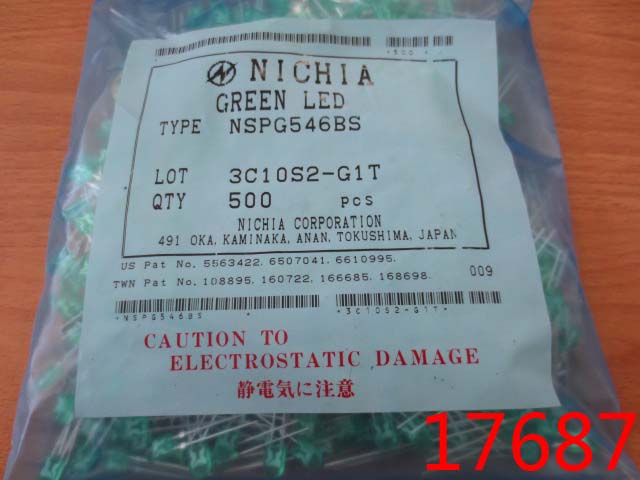 *500 *
NICHIA
GREEN LED
TYPE NSPG546BS
LOT 3C10S2-G1T
QTY 500 pcs
NICHIA CORPORATION
491 OKA, KAMINAKA, ANAN, TOKUSHIMA, JAPAN
US Pat No. 5563422, 6507041, 6610995,
TWN Pat No. 108895, 160722, 166685, 168698, 009
*NSPG546BS * *3C10S2-G1T*
CAUTION TO
ELECTROSTATIC DAMAGE
静電気に注意
17687